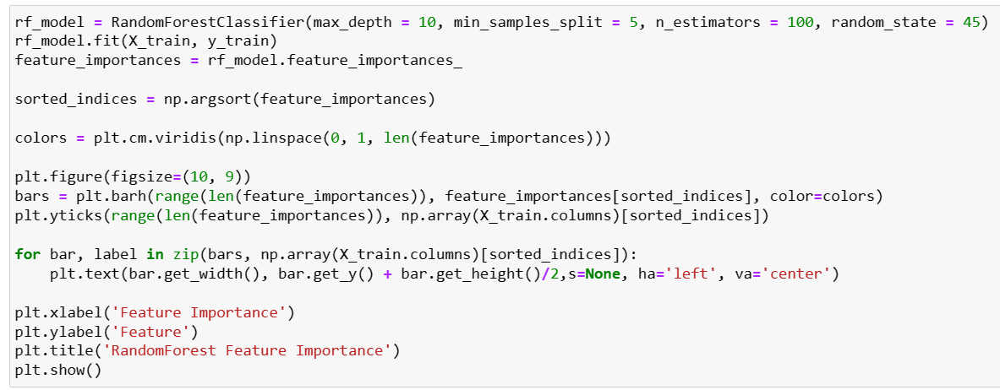 rf_model = RandomForestClassifier(max_depth = 10, min_samples_split = 5, n_estimators = 100, random_state = 45)
rf_model.fit(X_train, y_train)
feature_importances = rf_model.feature_importances_

sorted_indices = np.argsort(feature_importances)

colors = plt.cm.viridis(np.linspace(0, 1, len(feature_importances)))

plt.figure(figsize=(10, 9))
bars = plt.barh(range(len(feature_importances)), feature_importances[sorted_indices], color=colors)
plt.yticks(range(len(feature_importances)), np.array(X_train.columns)[sorted_indices])

for bar, label in zip(bars, np.array(X_train.columns)[sorted_indices]):
    plt.text(bar.get_width(), bar.get_y() + bar.get_height()/2,s=None, ha='left', va='center')

plt.xlabel('Feature Importance')
plt.ylabel('Feature')
plt.title('RandomForest Feature Importance')
plt.show()